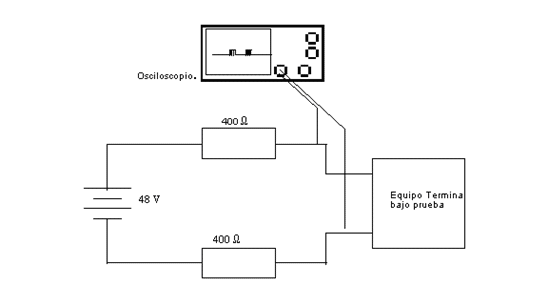 Osciloscopio.
400 Ω
48 V
Equipo Termina
bajo prueba
400 Ω